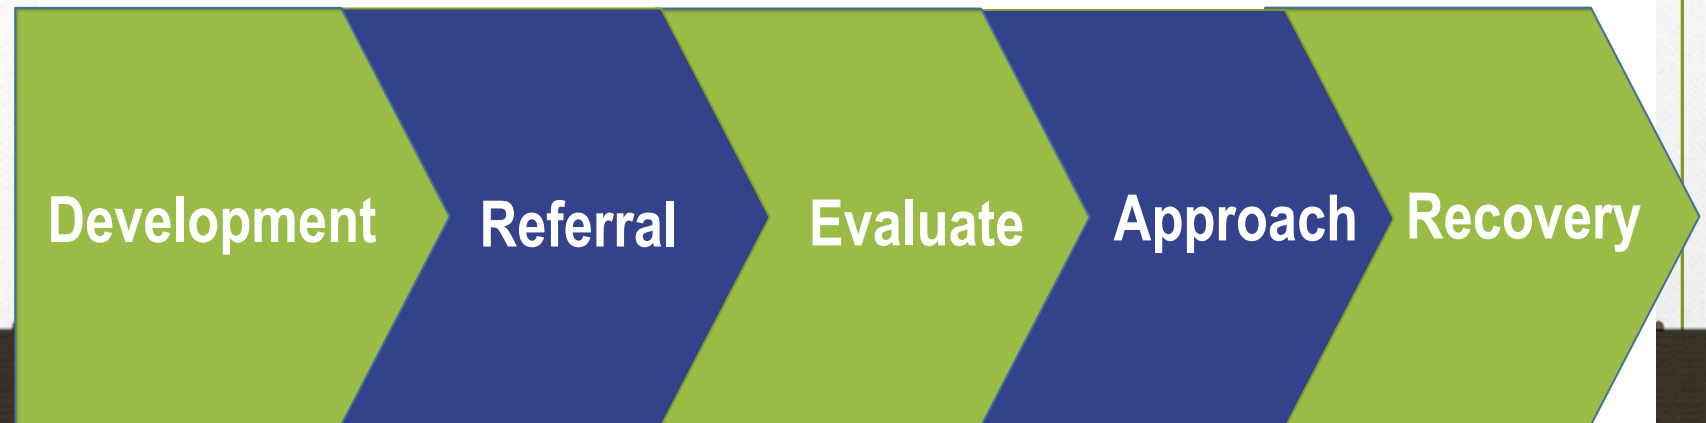 Development
Referral
Evaluate
Approach
Recovery